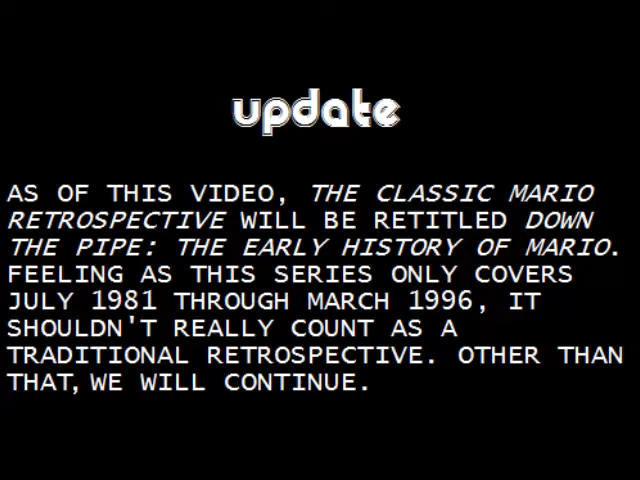 update
AS OF THIS VIDEO, THE CLASSIC MARIO
RETROSPECTIVE WILL BE RETITLED DOWN
THE PIPE: THE EARLY HISTORY OF MARIO.
FEELING AS THIS SERIES ONLY COVERS
JULY 1981 THROUGH MARCH 1996, IT
SHOULDN'T REALLY COUNT AS A
TRADITIONAL RETROSPECTIVE. OTHER THAN
THAT, WE WILL CONTINUE.